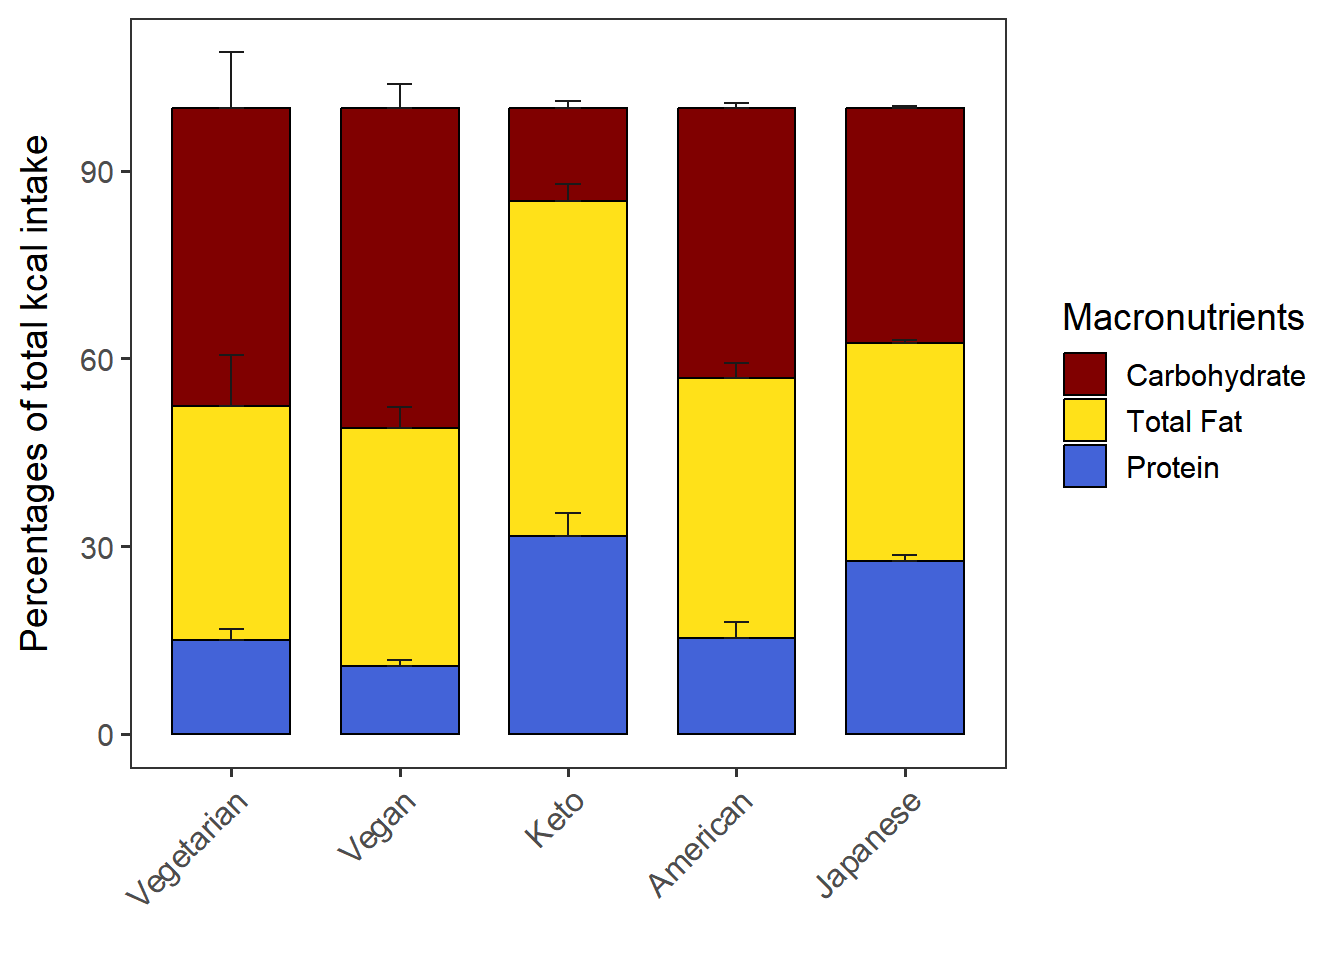 Percentages of total kcal intake
90
60
30
0
Vegetarian
Vegan
Keto
American
Japanese
Macronutrients
Carbohydrate
Total Fat
Protein